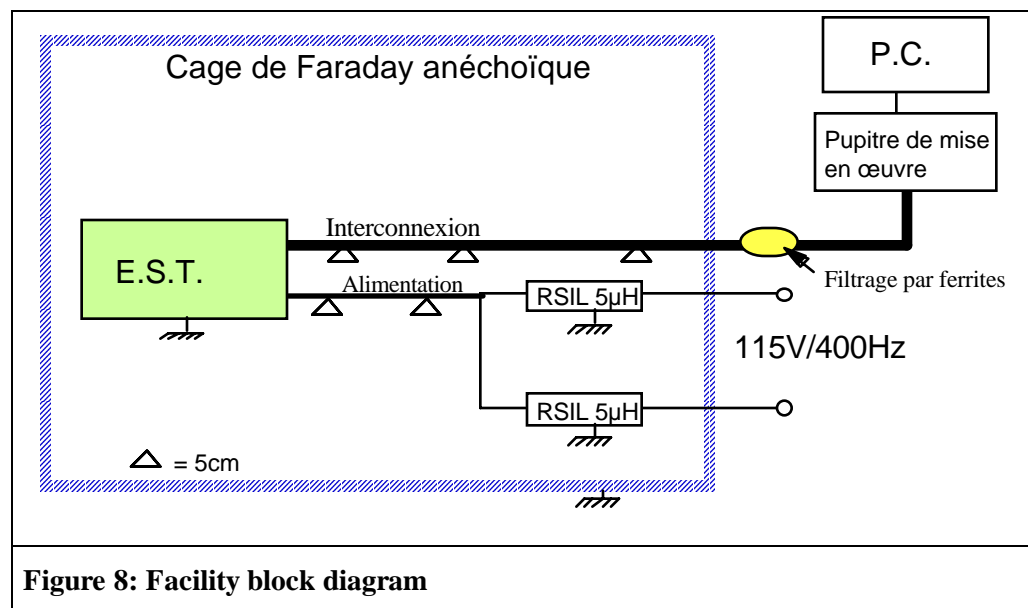 Cage de Faraday anéchoïque
P.C.
Pupitre de mise
en œuvre
Interconnexion
E.S.T.
Alimentation
Filtrage par ferrites
RSIL 5µH
115V/400Hz
RSIL 5µH
= 5cm
Figure 8: Facility block diagram